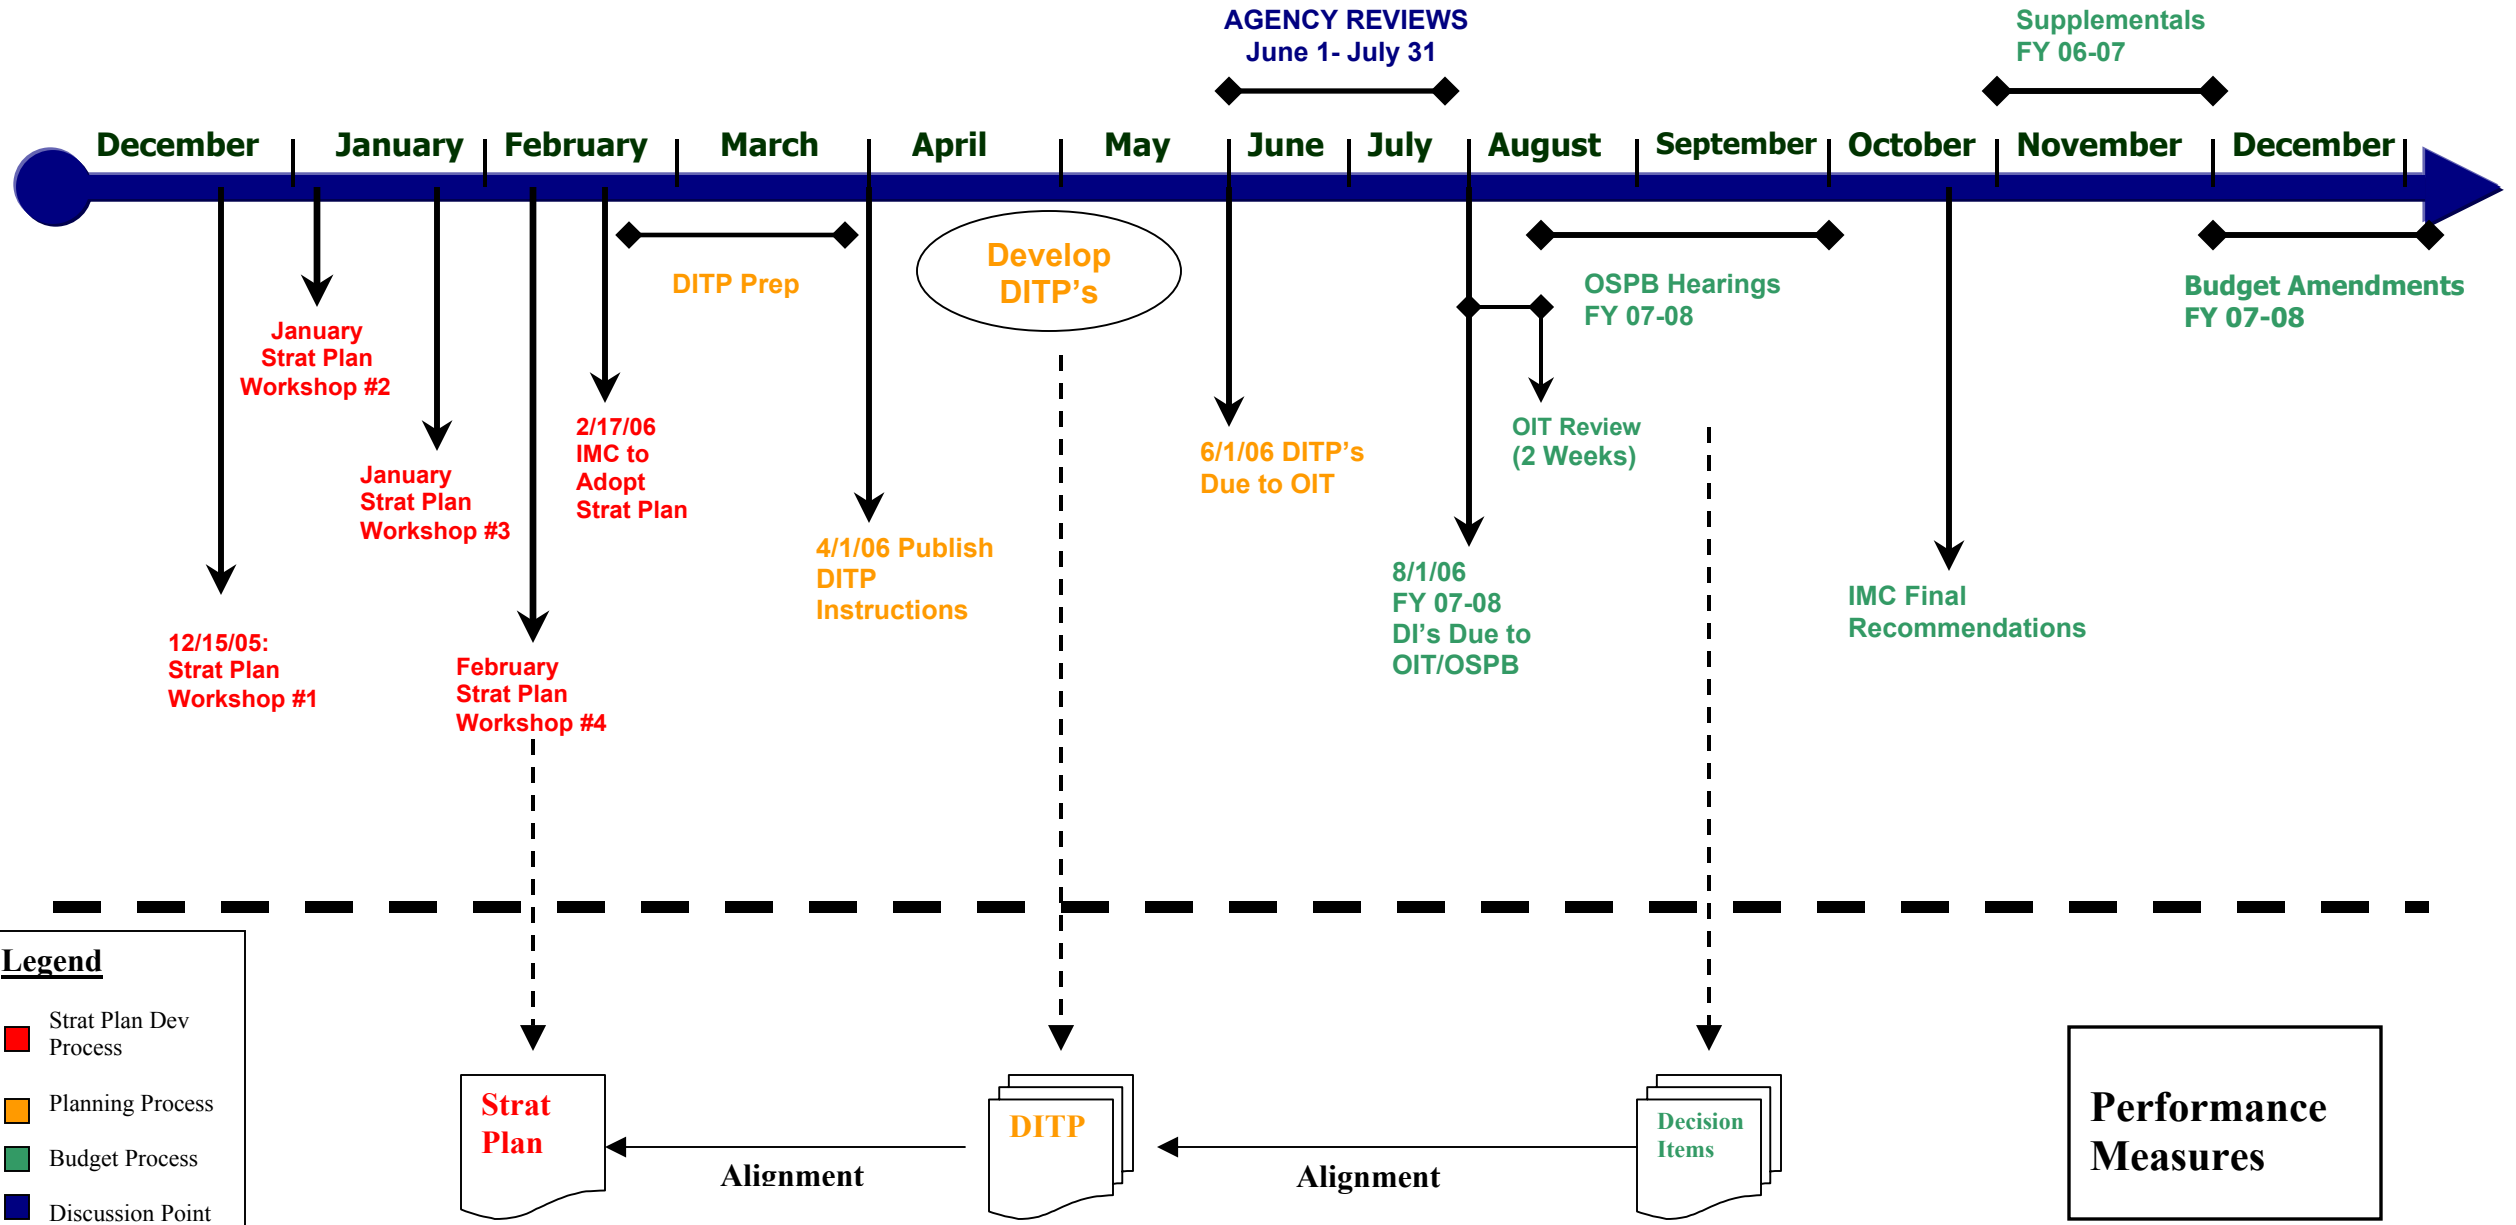 AGENCY REVIEWS
June 1- July 31
Supplementals
FY 06-07
December
January
February
March
April
May
June
July
August
September
October
November
December
January
Strat Plan
Workshop #2
January
Strat Plan
Workshop #3
12/15/05:
Strat Plan
Workshop #1
February
Strat Plan
Workshop #4
2/17/06
IMC to
Adopt
Strat Plan
DITP Prep
4/1/06 Publish
DITP
Instructions
Develop
DITP's
6/1/06 DITP's
Due to OIT
8/1/06
FY 07-08
DI's Due to
OIT/OSPB
OIT Review
(2 Weeks)
OSPB Hearings
FY 07-08
IMC Final
Recommendations
Budget Amendments
FY 07-08
Legend
Strat Plan Dev
Process
Planning Process
Budget Process
Discussion Point
Strat
Plan
Alignment
DITP
Alignment
Decision
Items
Performance
Measures